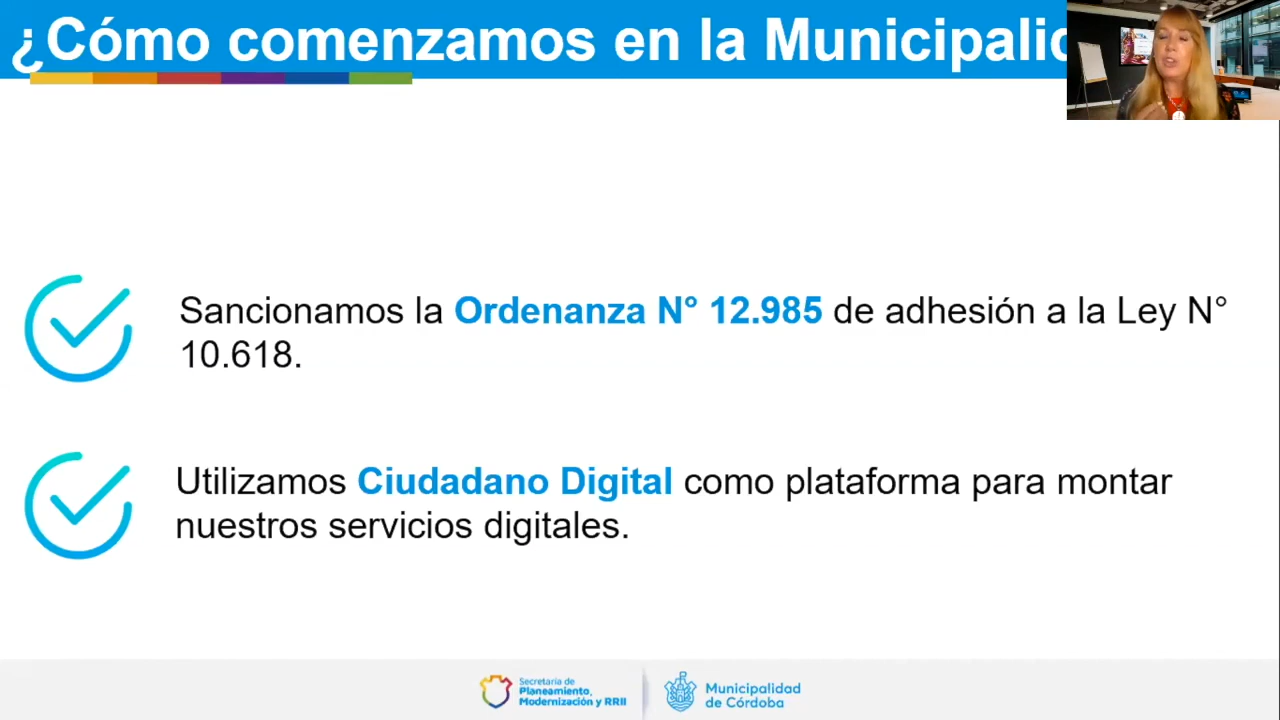 ¿Cómo comenzamos en la Municipalid
Sancionamos la Ordenanza N° 12.985 de adhesión a la Ley N°
10.618.
Utilizamos Ciudadano Digital como plataforma para montar
nuestros servicios digitales.
Secretaría de
Planeamiento,
Modernización y RRII
Municipalidad
de Córdoba